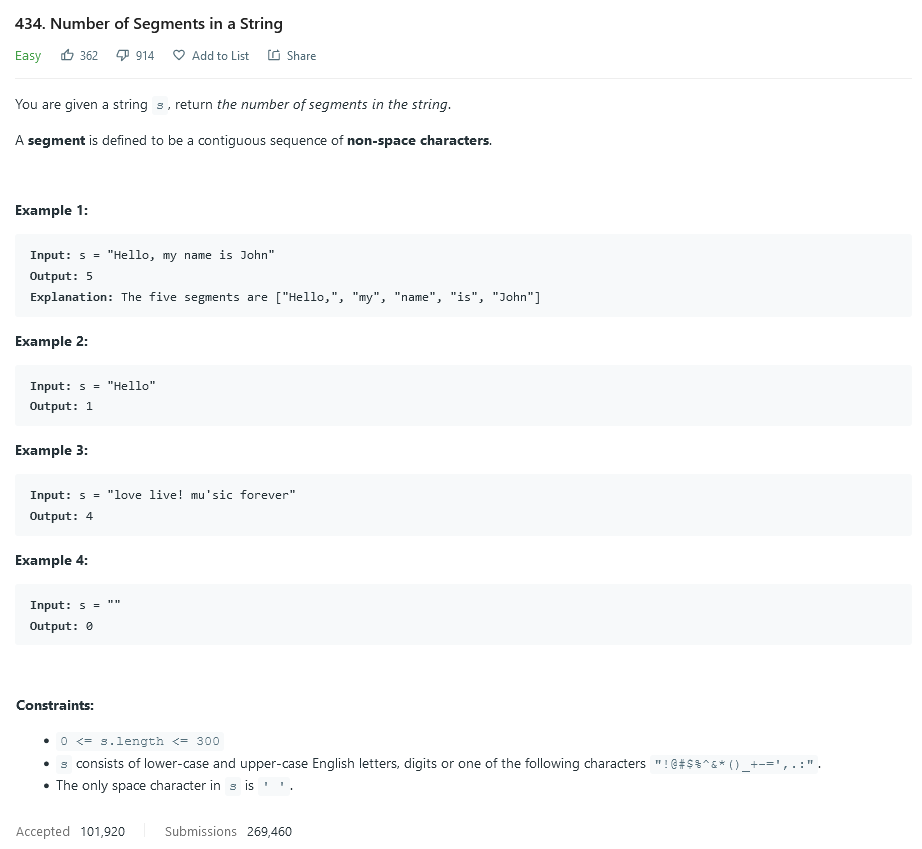 434. Number of Segments in a String
Easy 362 914 Add to List Share
You are given a string s, return the number of segments in the string.
A segment is defined to be a contiguous sequence of non-space characters.
Example 1:
Input: s = "Hello, my name is John"
Output: 5
Explanation: The five segments are ["Hello,", "my", "name", "is", "John"]
Example 2:
Input: s = "Hello"
Output: 1
Example 3:
Input: s = "love live! mu'sic forever"
Output: 4
Example 4:
Input: s = ""
Output: 0
Constraints:
• 0 <= s.length <= 300
• s consists of lower-case and upper-case English letters, digits or one of the following characters "!@#$%^&*()_+-=',.:".
• The only space character in s is ' '.
Accepted 101,920 Submissions 269,460